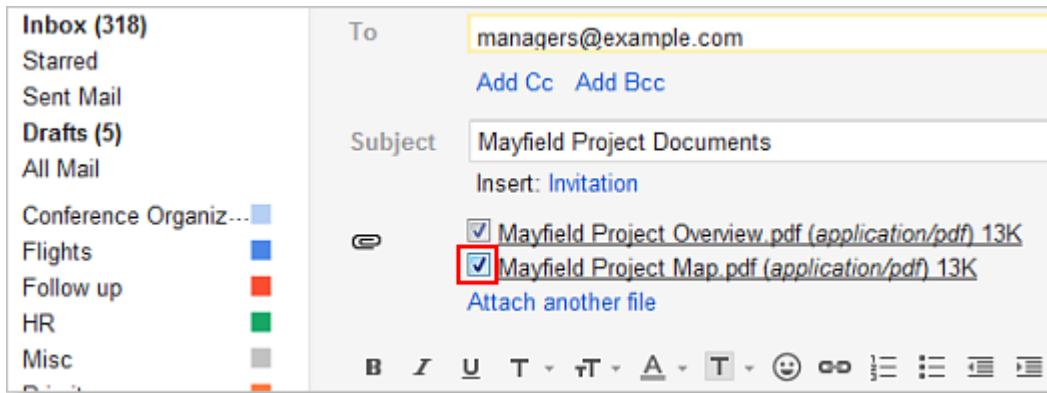 Inbox (318)
Starred
Sent Mail
Drafts (5)
All Mail
Conference Organiz...
Flights
Follow up
HR
Misc
To
managers@example.com
Add Cc Add Bcc
Subject
Mayfield Project Documents
Insert: Invitation
Mayfield Project Overview.pdf (application/pdf) 13K
Mayfield Project Map.pdf (application/pdf) 13K
Attach another file
B I U T TT A T